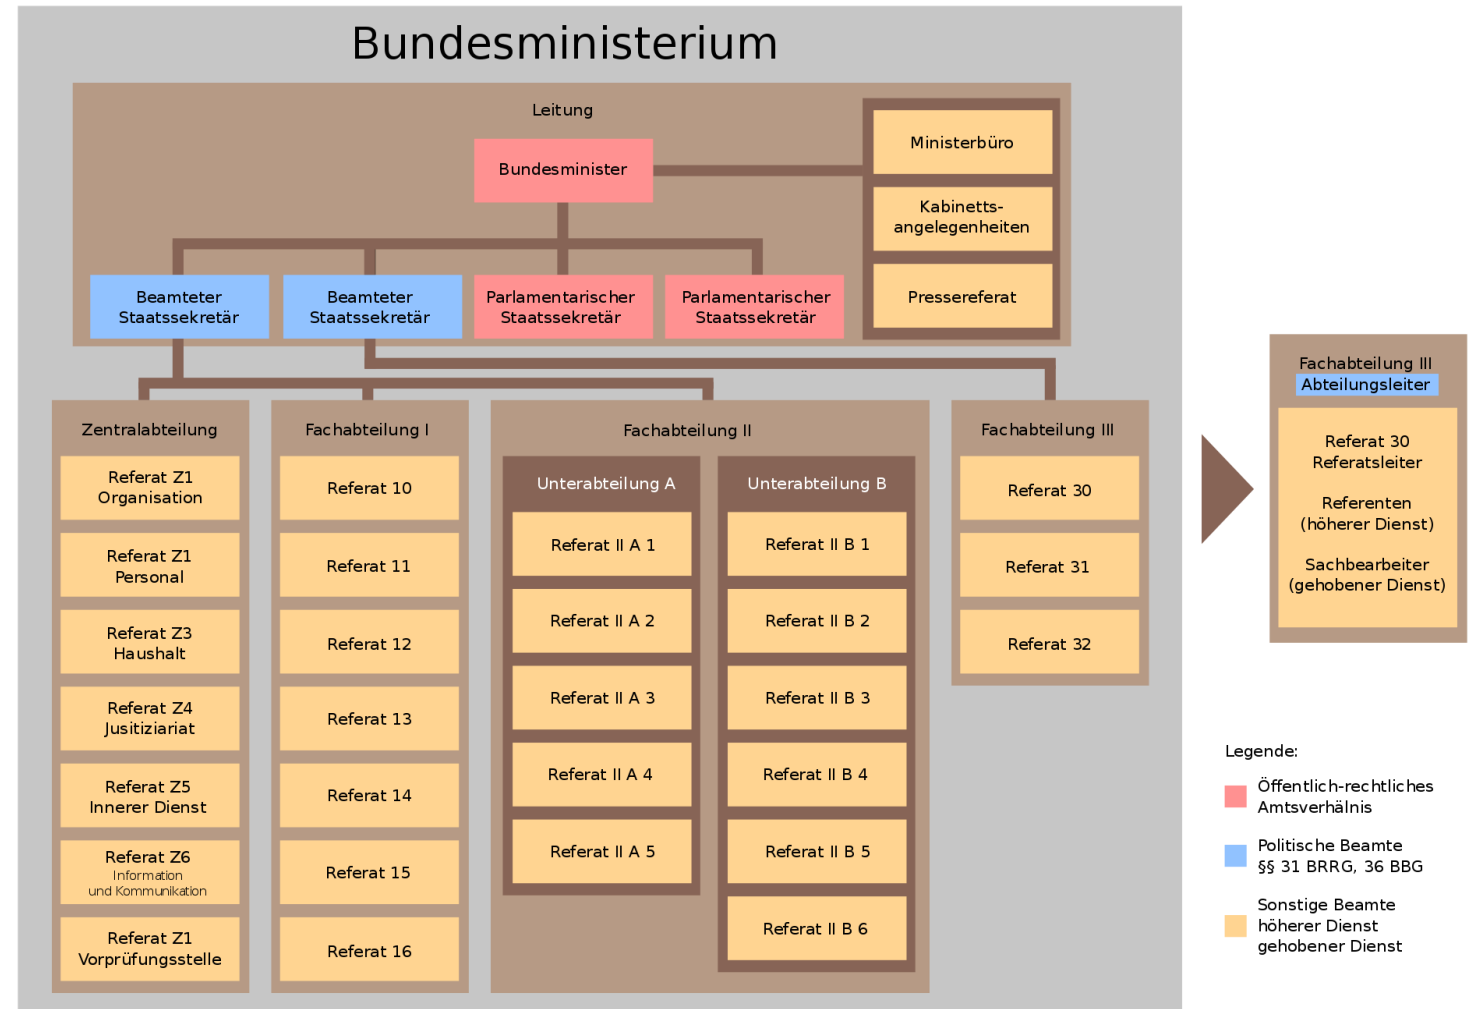 Bundesministerium
Leitung
Bundesminister
Ministerbüro
Kabinetts-
angelegenheiten
Pressereferat
Beamteter
Staatssekretär
Beamteter
Staatssekretär
Parlamentarischer
Staatssekretär
Parlamentarischer
Staatssekretär
Zentralabteilung
Referat Z1
Organisation
Referat Z1
Personal
Referat Z3
Haushalt
Referat Z4
Jusitiziariat
Referat Z5
Innerer Dienst
Referat Z6
Information
und Kommunikation
Referat Z1
Vorprüfungsstelle
Fachabteilung I
Referat 10
Referat 11
Referat 12
Referat 13
Referat 14
Referat 15
Referat 16
Fachabteilung II
Unterabteilung A
Referat II A 1
Referat II A 2
Referat II A 3
Referat II A 4
Referat II A 5
Unterabteilung B
Referat II B 1
Referat II B 2
Referat II B 3
Referat II B 4
Referat II B 5
Referat II B 6
Fachabteilung III
Referat 30
Referat 31
Referat 32
Fachabteilung III
Abteilungsleiter
Referat 30
Referatsleiter
Referenten
(höherer Dienst)
Sachbearbeiter
(gehobener Dienst)
Legende:
Öffentlich-rechtliches
Amtsverhälnis
Politische Beamte
§§ 31 BRRG, 36 BBG
Sonstige Beamte
höherer Dienst
gehobener Dienst